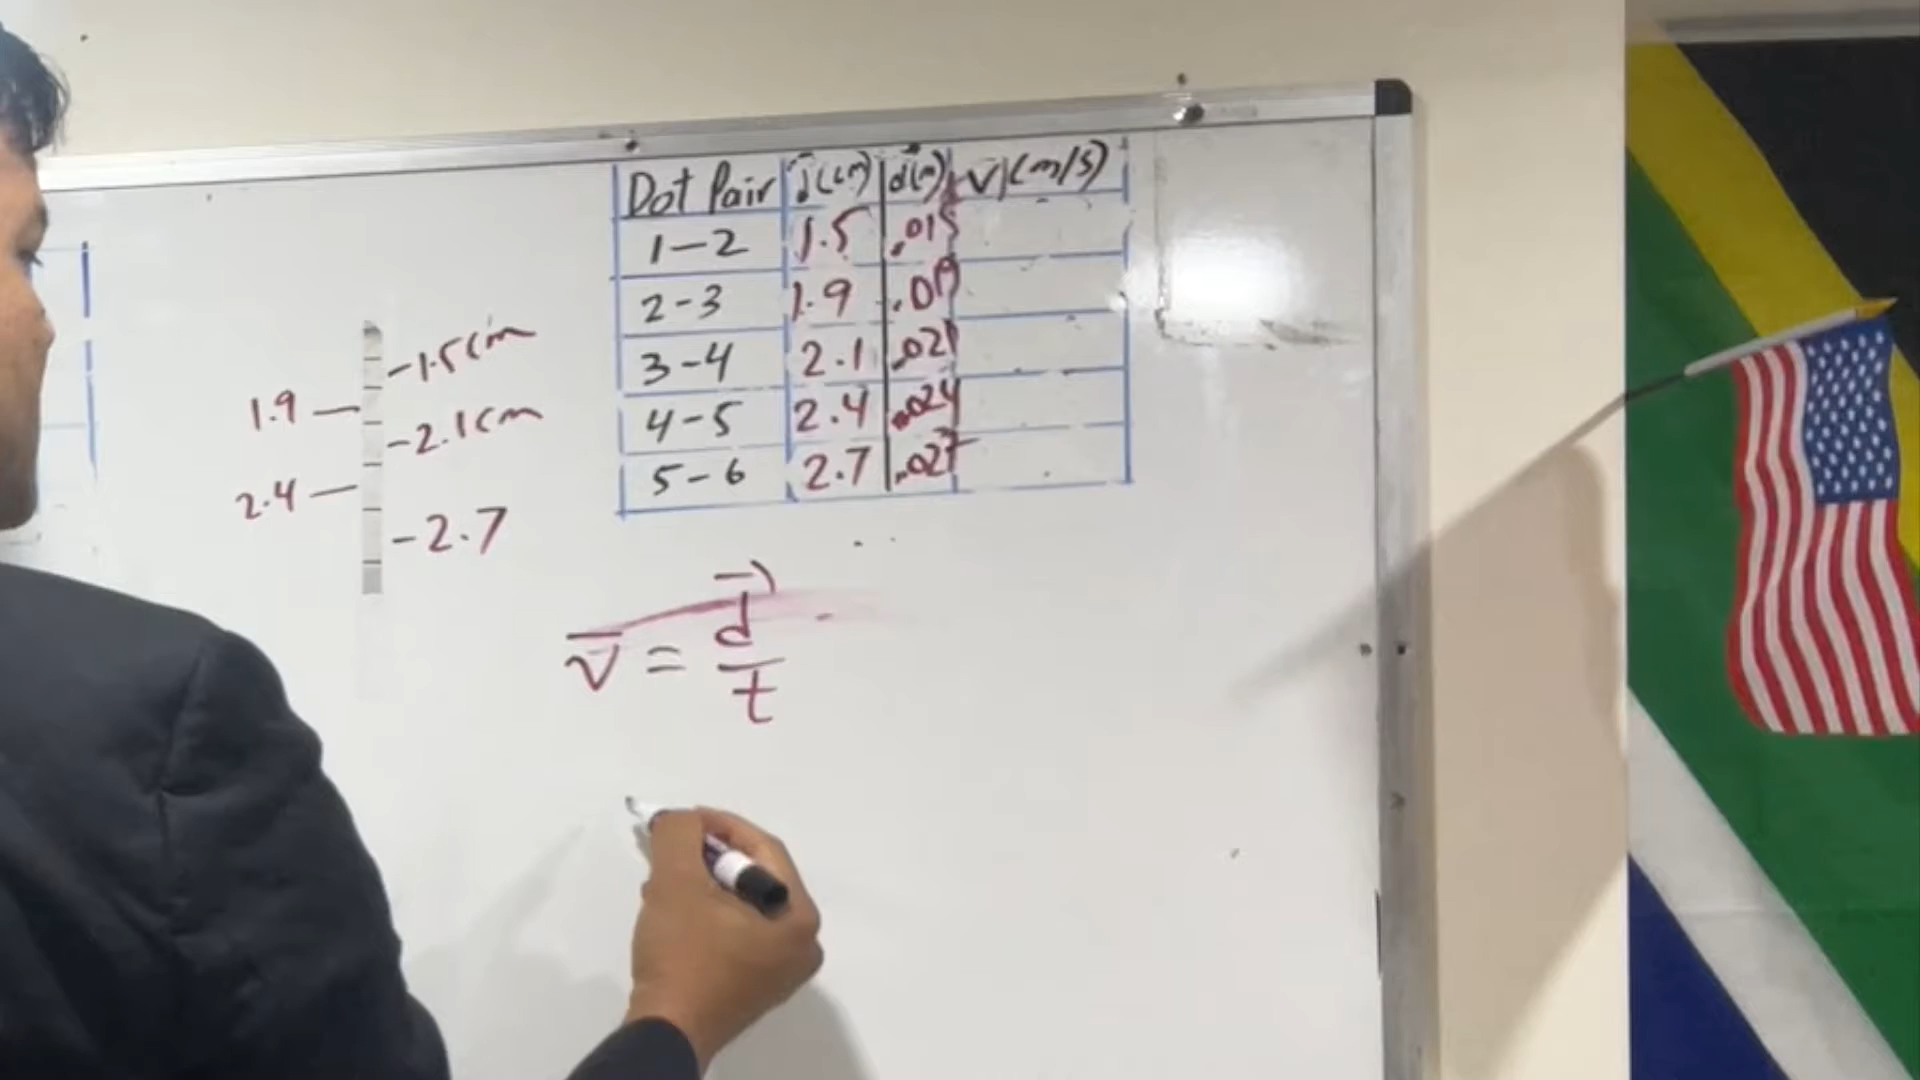 Dot Pair d(cm) d(m) V (m/s)
1-2 1.5 .015
2-3 1.9 .019
3-4 2.1 .021
4-5 2.4 .024
5-6 2.7 .027
-1.5cm
1.9 -
-2.1cm
2.4 -
-2.7
v = d/t